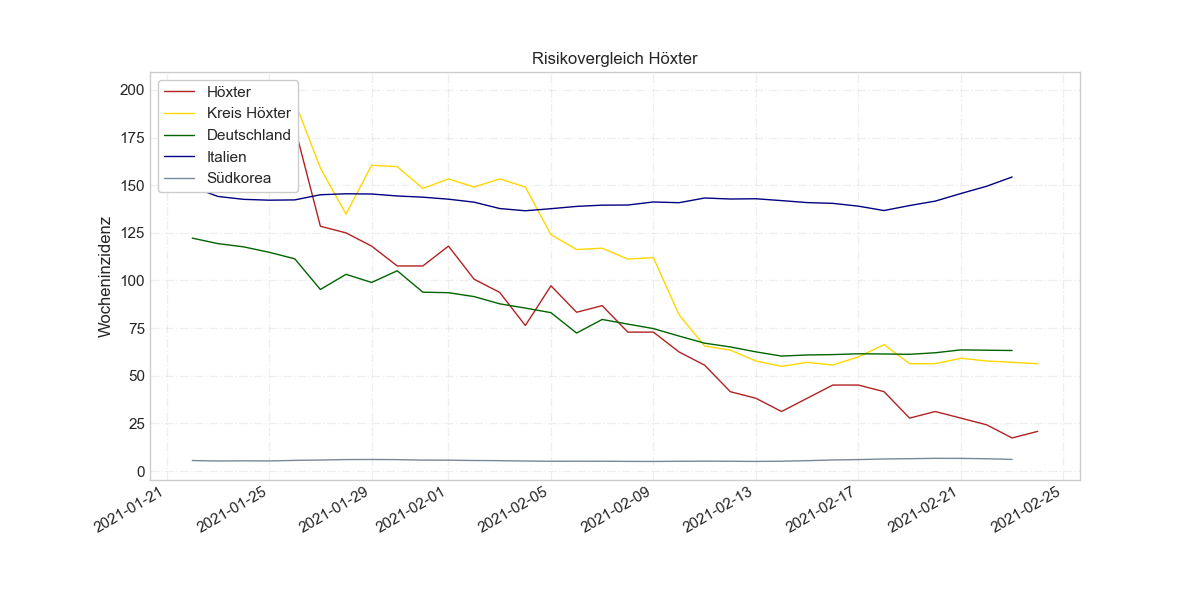 Risikovergleich Höxter
Höxter
Kreis Höxter
Deutschland
Italien
Südkorea
Wocheninzidenz
200
175
150
125
100
75
50
25
0
2021-01-21
2021-01-25
2021-01-29
2021-02-01
2021-02-05
2021-02-09
2021-02-13
2021-02-17
2021-02-21
2021-02-25